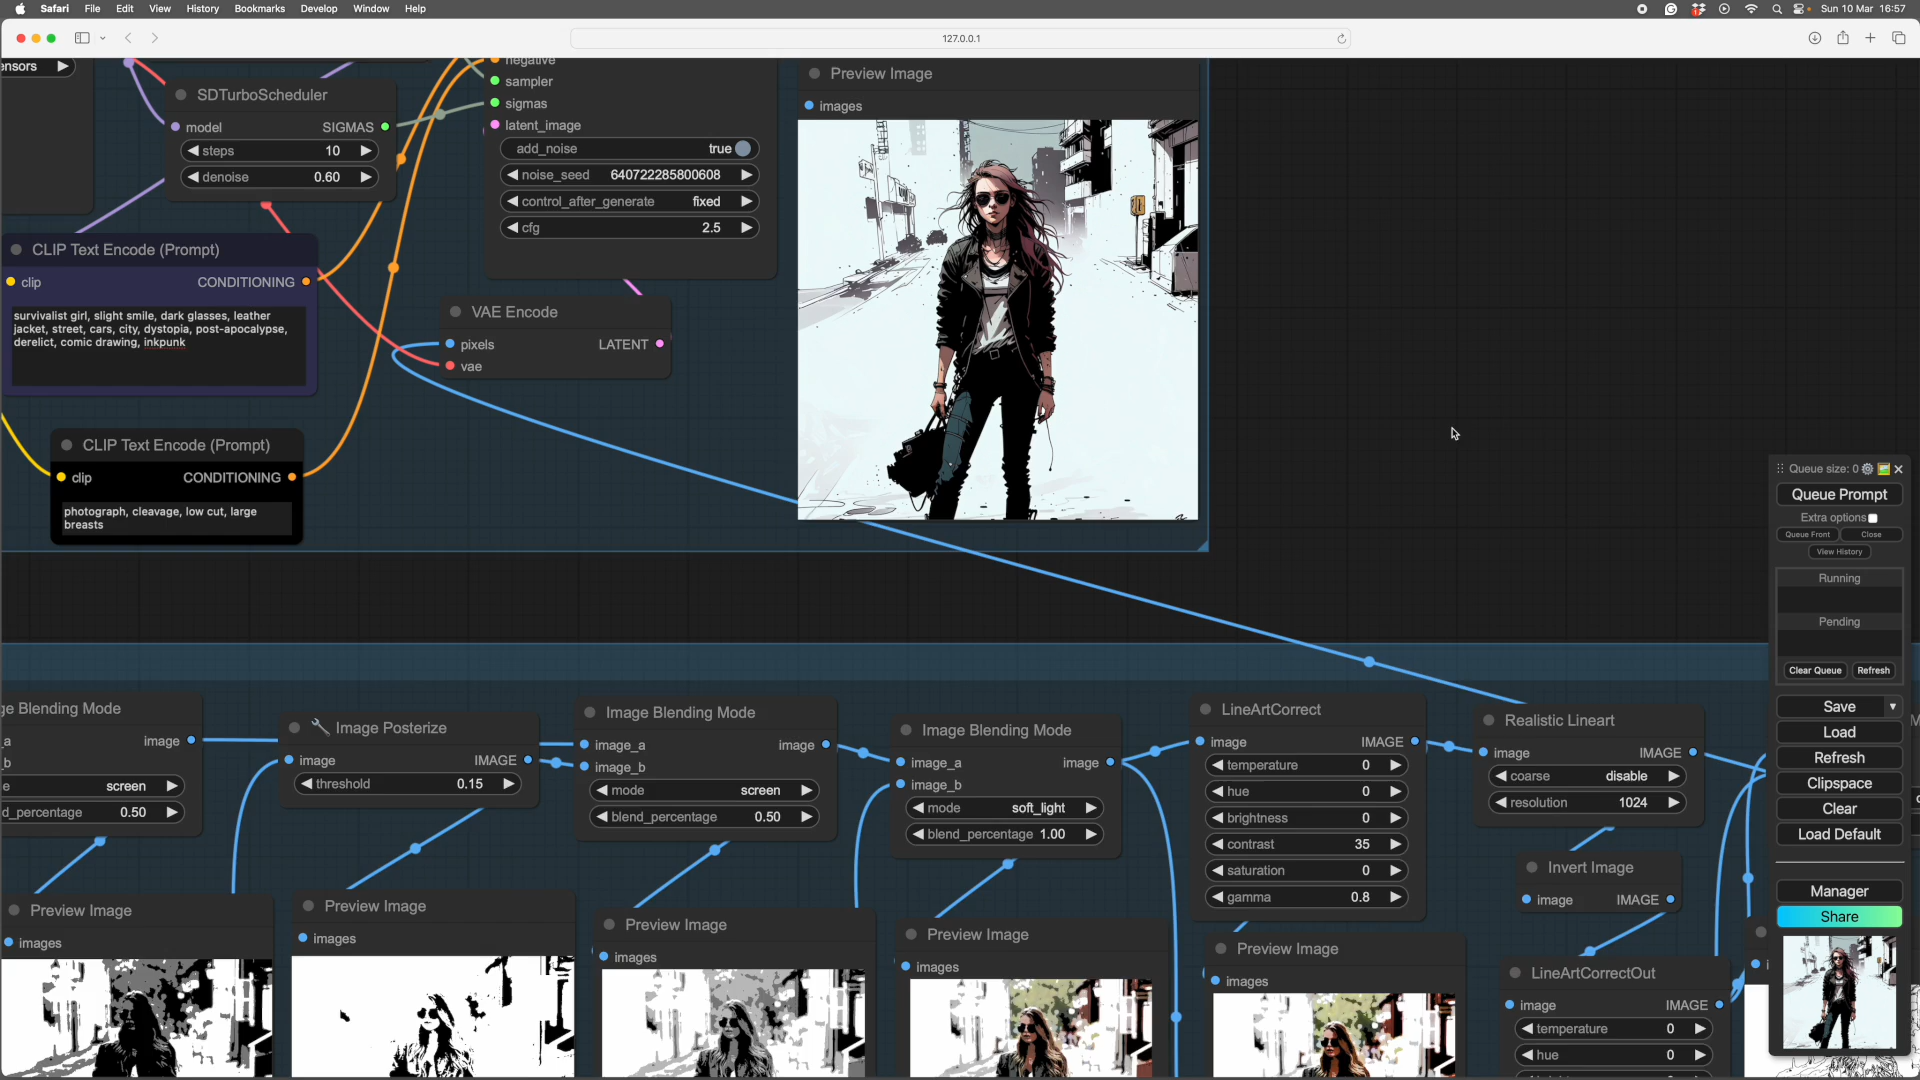 Safari File Edit View History Bookmarks Develop Window Help
Sun 10 Mar 16:57
127.0.0.1
ensors
SDTurboScheduler
model SIGMAS
steps 10
denoise 0.60
negative
sampler
sigmas
latent_image
add_noise true
noise_seed 640722285800608
control_after_generate fixed
cfg 2.5
Preview Image
images
CLIP Text Encode (Prompt)
clip CONDITIONING
survivalist girl, slight smile, dark glasses, leather
jacket, street, cars, city, dystopia, post-apocalypse,
derelict, comic drawing, inkpunk
VAE Encode
pixels LATENT
vae
CLIP Text Encode (Prompt)
clip CONDITIONING
photograph, cleavage, low cut, large
breasts
Queue size: 0
Queue Prompt
Extra options
Queue Front Close
View History
Running
Pending
Clear Queue Refresh
Save
Load
Refresh
Clipspace
Clear
Load Default
Manager
Share
ge Blending Mode
a image
b
e screen
d_percentage 0.50
Image Posterize
image IMAGE
threshold 0.15
Image Blending Mode
image_a image
image_b
mode screen
blend_percentage 0.50
Image Blending Mode
image_a image
image_b
mode soft_light
blend_percentage 1.00
LineArtCorrect
image IMAGE
temperature 0
hue 0
brightness 0
contrast 35
saturation 0
gamma 0.8
Realistic Lineart
image IMAGE
coarse disable
resolution 1024
Invert Image
image IMAGE
LineArtCorrectOut
image IMAGE
temperature 0
hue 0
Preview Image
images
Preview Image
images
Preview Image
images
Preview Image
images
Preview Image
images